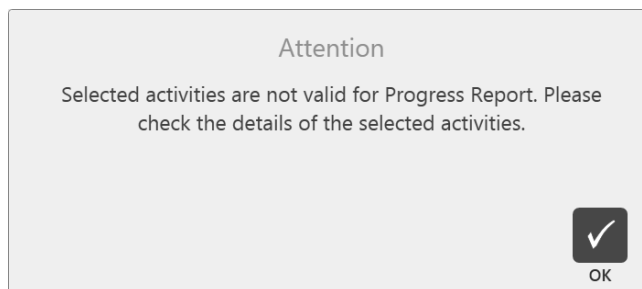 Attention
Selected activities are not valid for Progress Report. Please
check the details of the selected activities.
OK